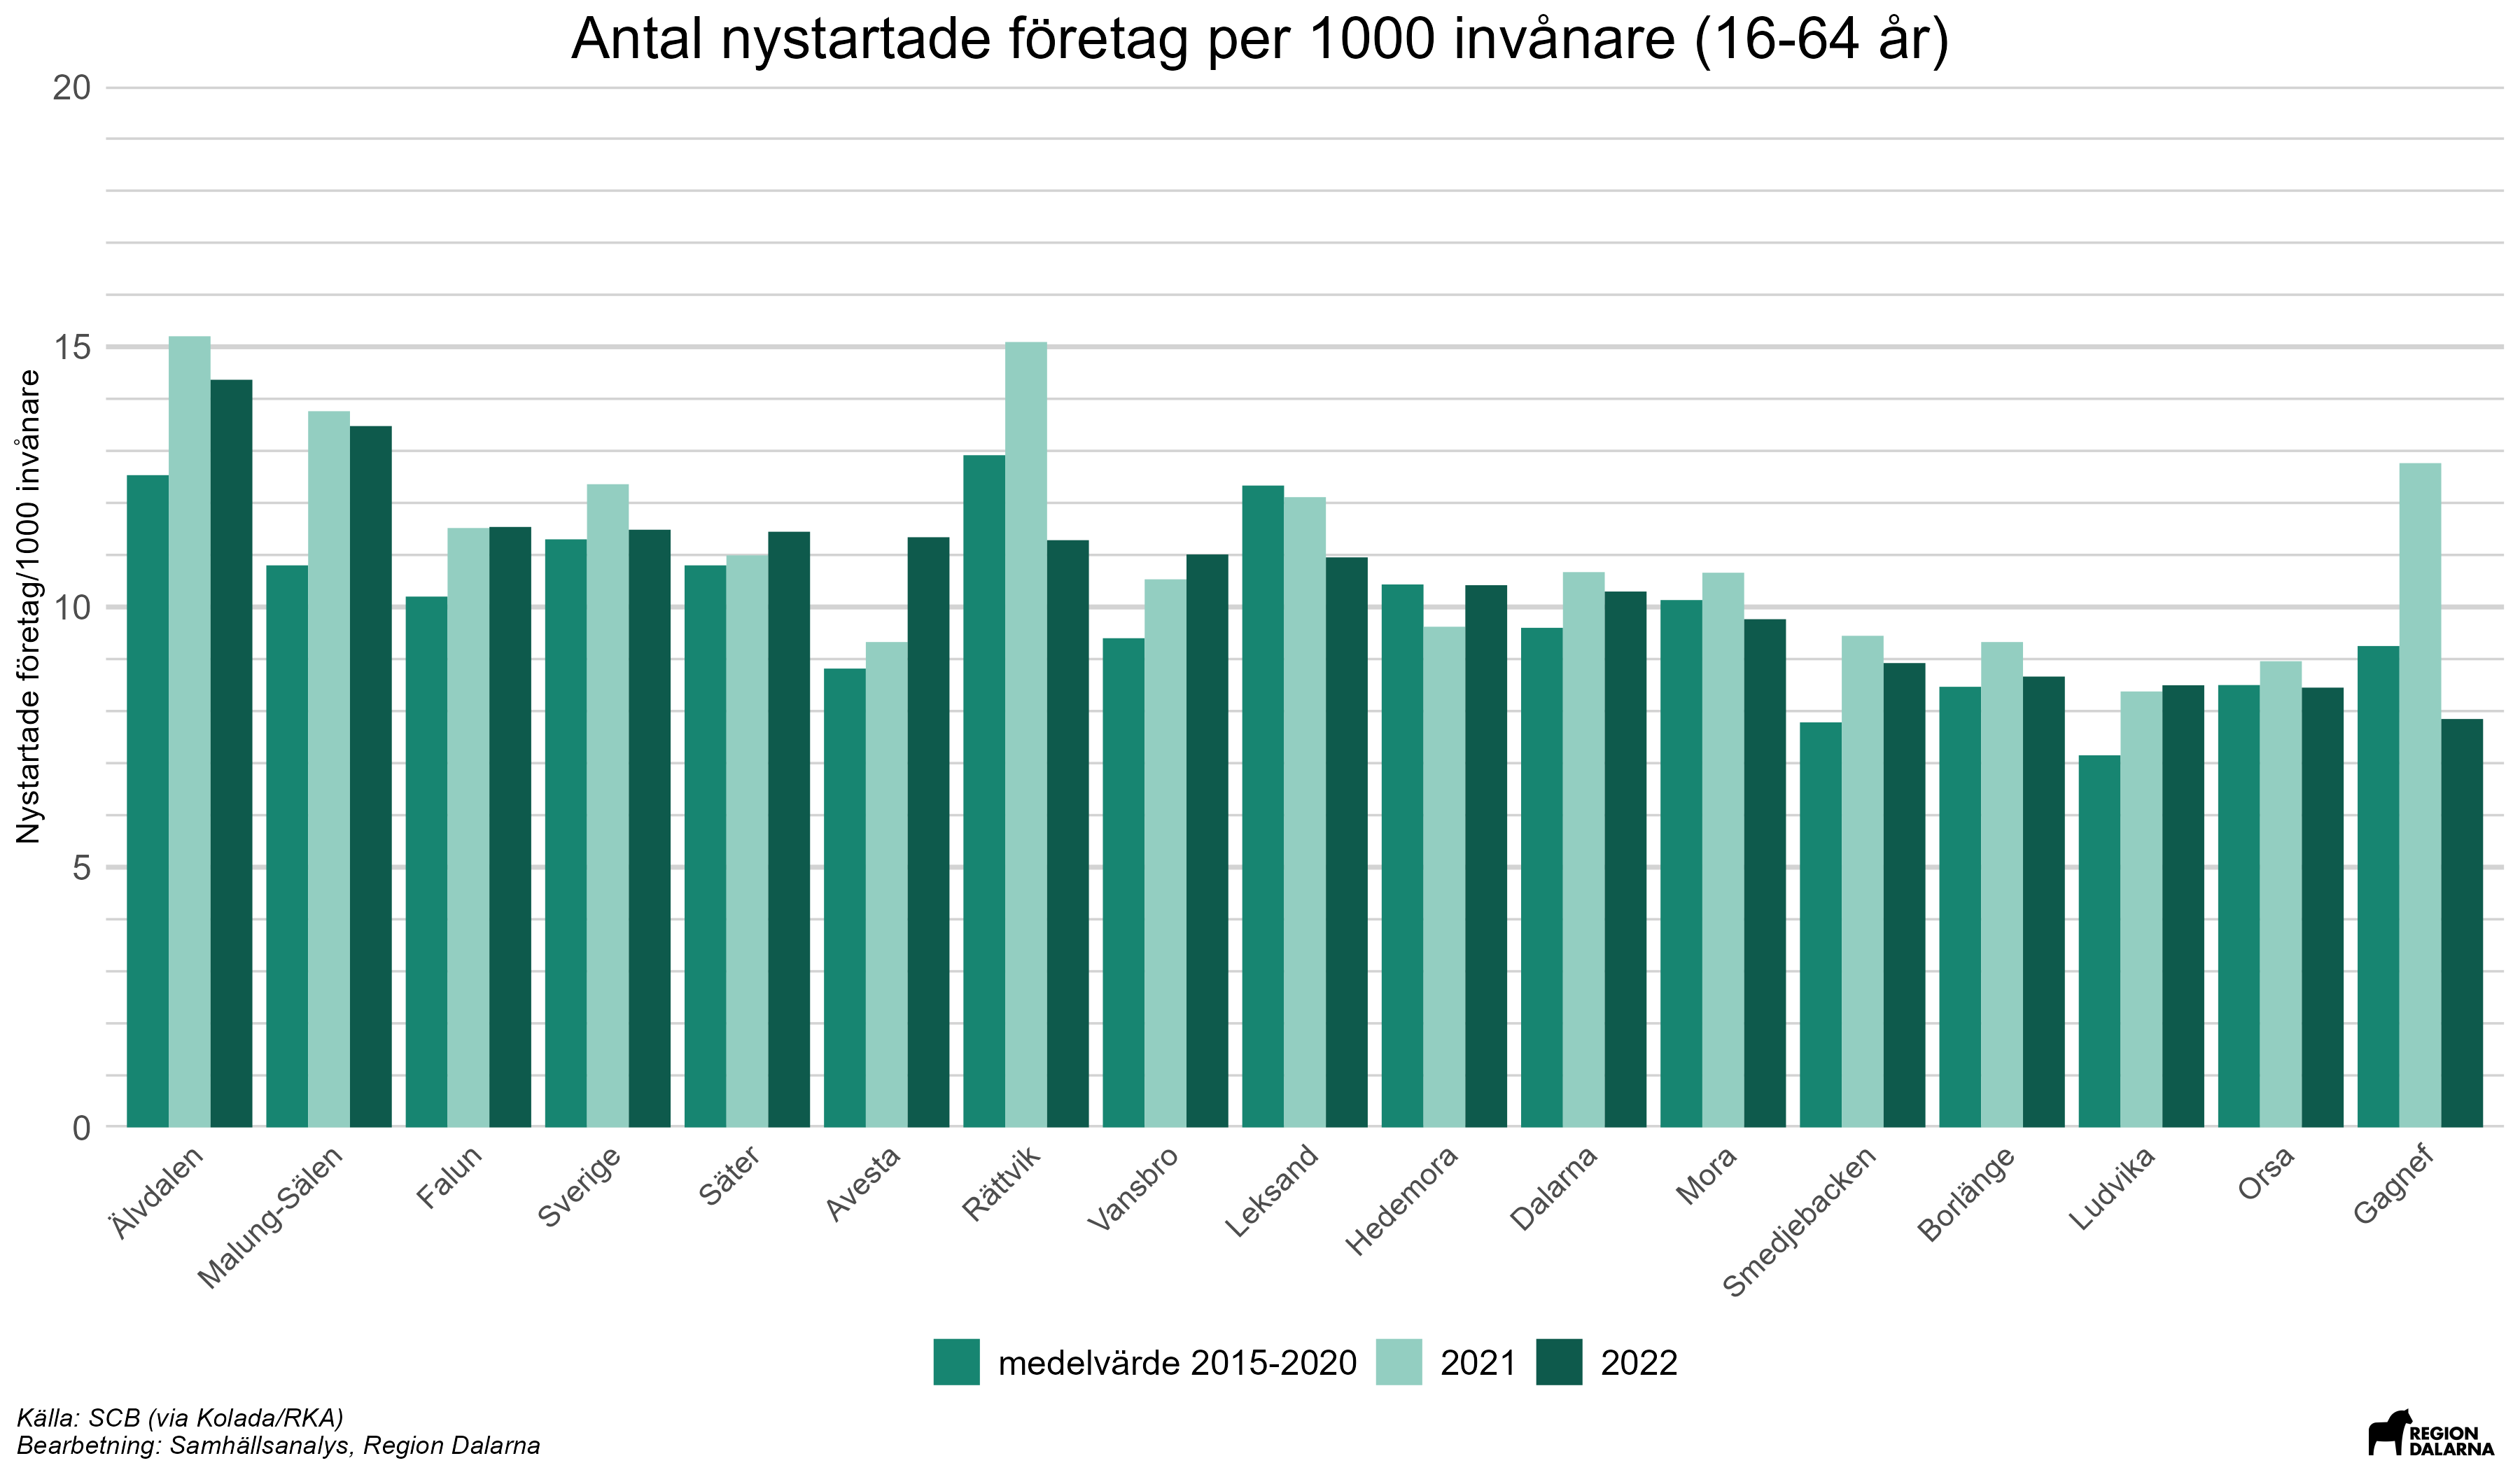 Antal nystartade företag per 1000 invånare (16-64 år)
Nystartade företag/1000 invånare
20
15
10
5
0
Älvdalen
Malung-Sälen
Falun
Sverige
Säter
Avesta
Rättvik
Vansbro
Leksand
Hedemora
Dalarna
Mora
Smedjebacken
Borlänge
Ludvika
Orsa
Gagnef
medelvärde 2015-2020
2021
2022
Källa: SCB (via Kolada/RKA)
Bearbetning: Samhällsanalys, Region Dalarna
REGION
DALARNA